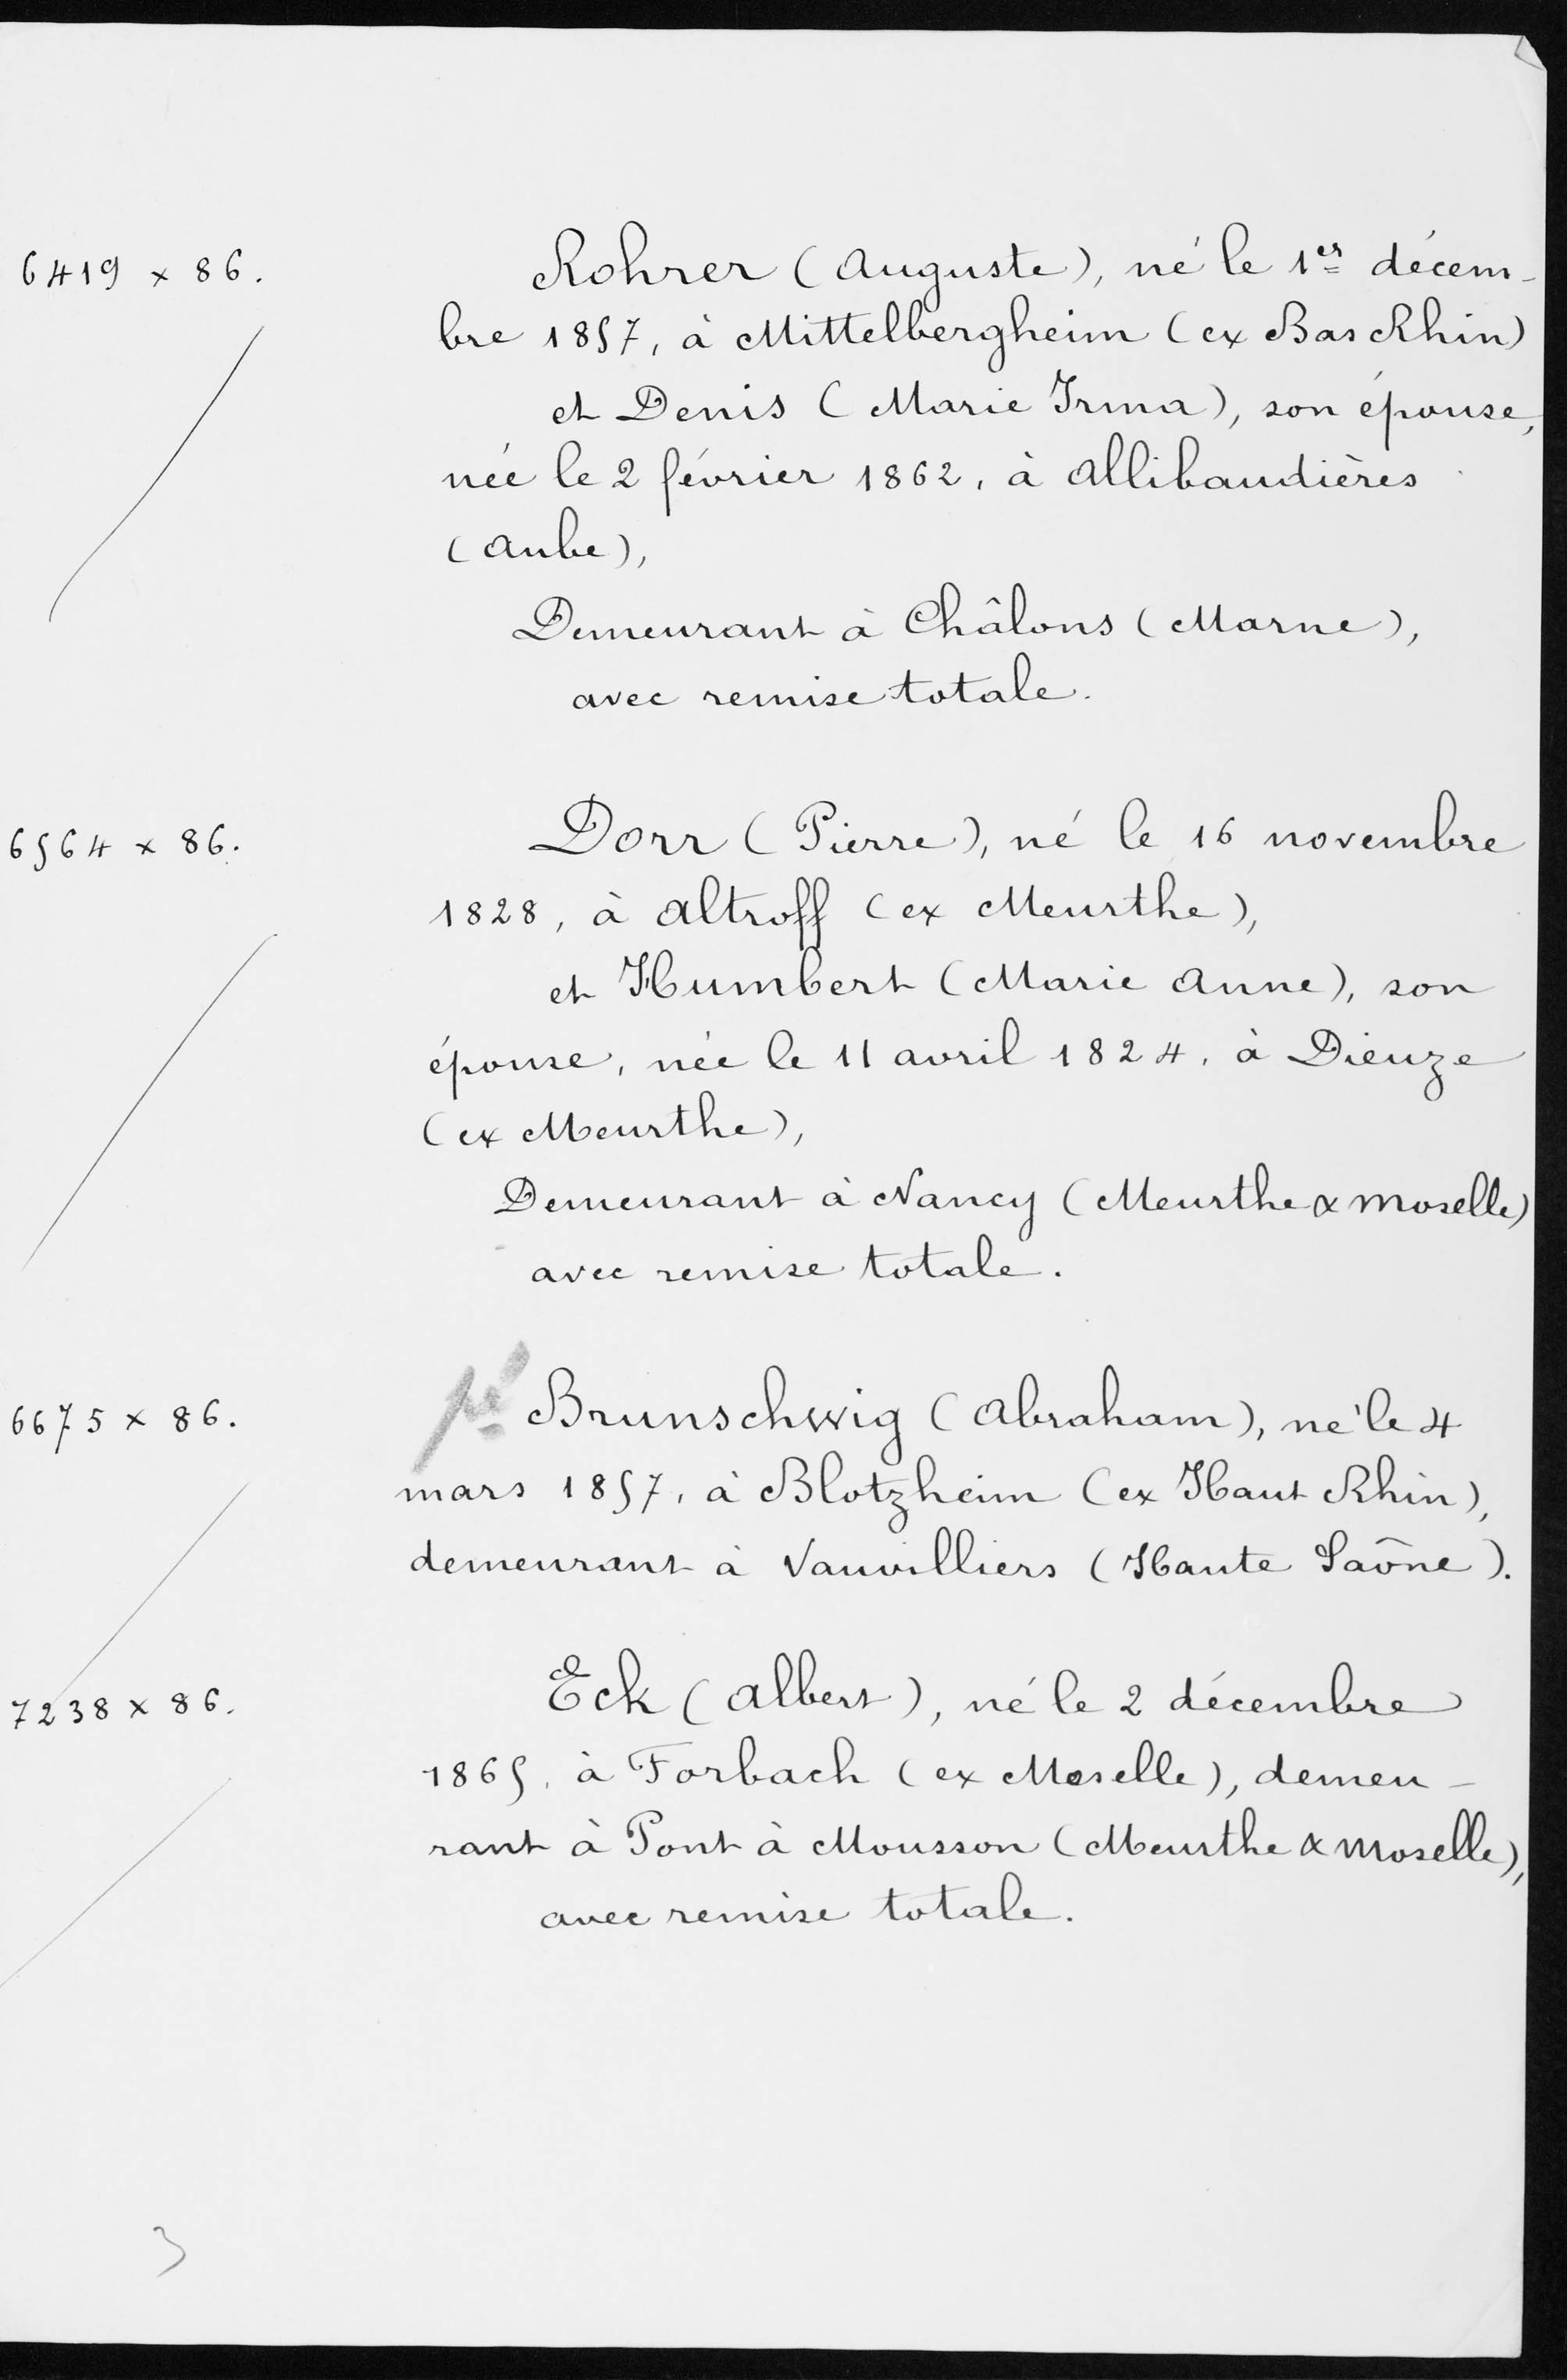 6419 x 86.
Rohrer (Auguste), né le 1er décem-
bre 1857, à Mittelbergheim (ex Bas Rhin)
et Denis (Marie Irma), son épouse,
née le 2 février 1862, à Allibaudières
(Aube),
Demeurant à Châlons (Marne),
avec remise totale.
6564 x 86.
Dorr (Pierre), né le 16 novembre
1828, à Altroff (ex Meurthe),
et Humbert (Marie Anne), son
épouse, née le 11 avril 1824, à Dieuze
(ex Meurthe),
Demeurant à Nancy (Meurthe & Moselle)
avec remise totale.
6675 x 86.
pé Brunschwig (Abraham), né le 4
mars 1857, à Blotzheim (ex Haut Rhin),
demeurant à Vauvilliers (Haute Saône).
7238 x 86.
Eck (Albert), né le 2 décembre
1865, à Forbach (ex Moselle), demeu-
rant à Pont à Mousson (Meurthe & Moselle),
avec remise totale.
3